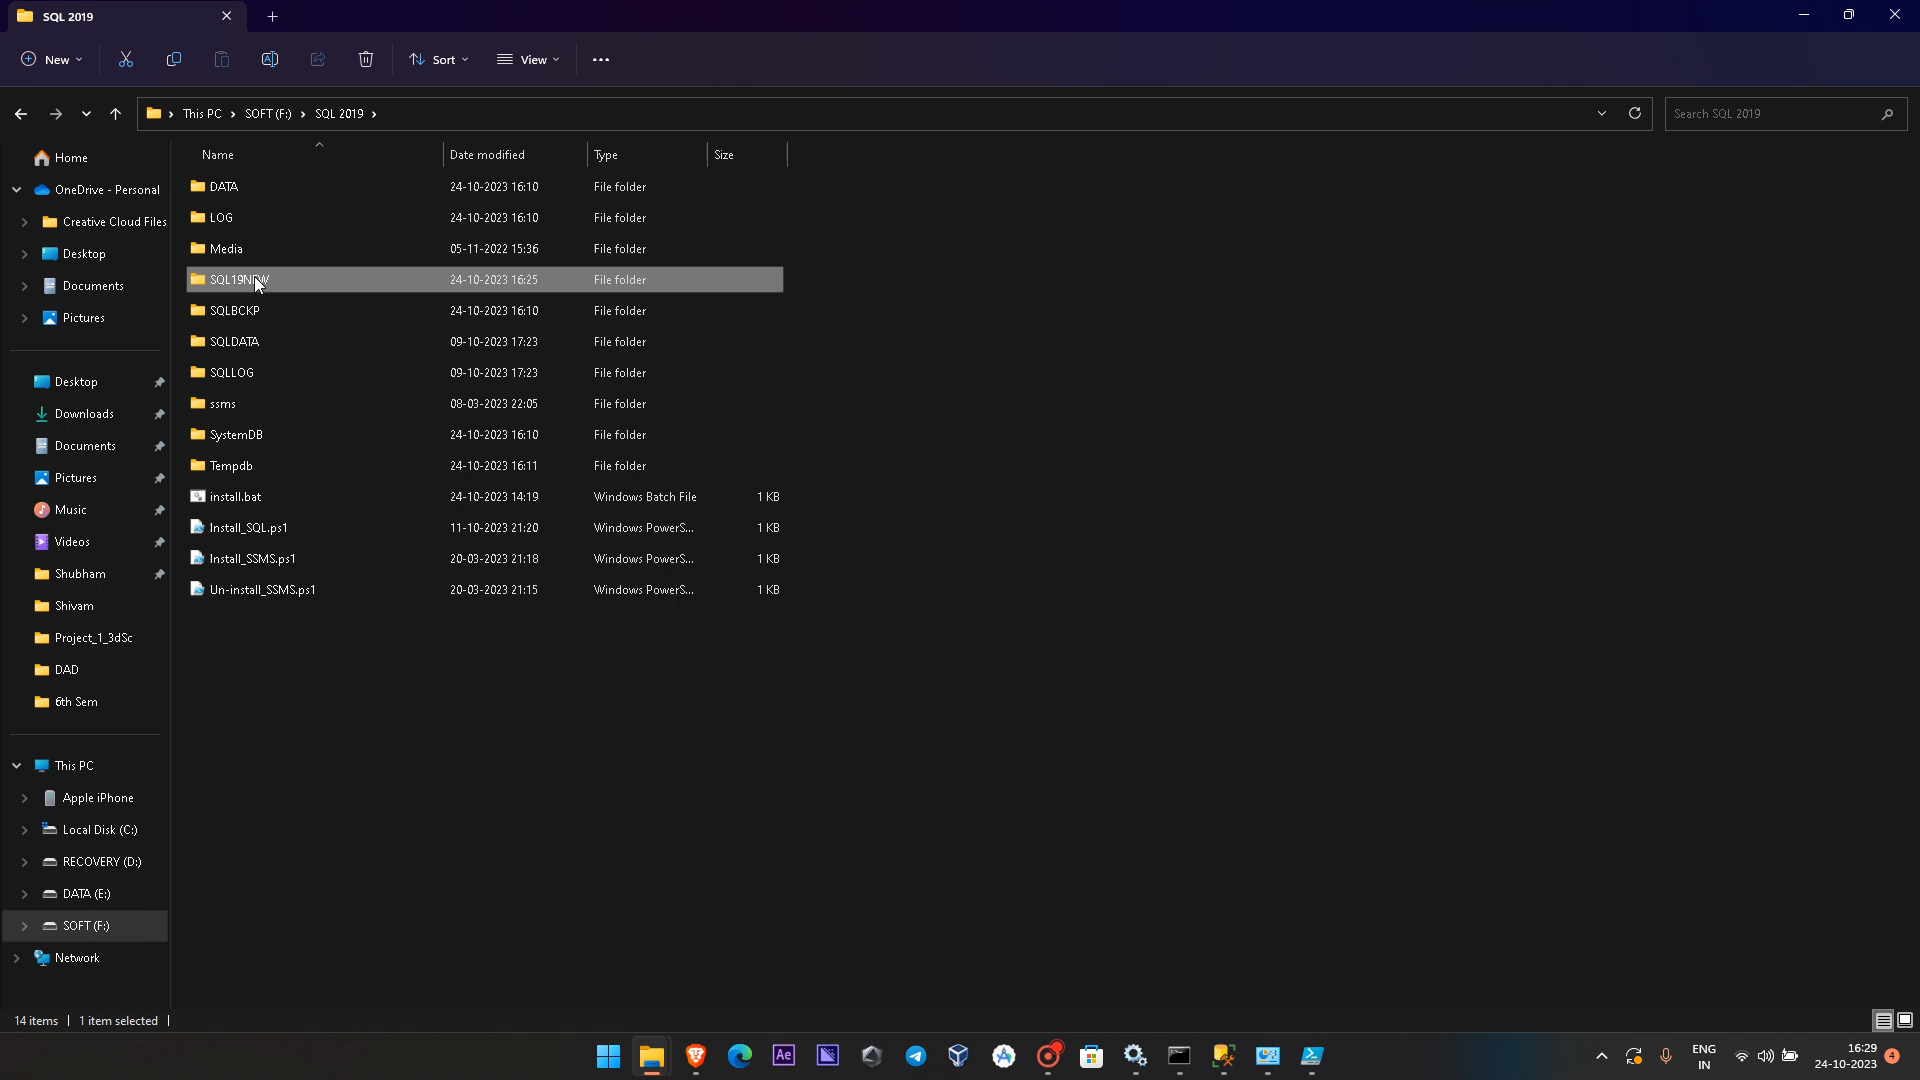 SQL 2019
New
Sort
View
This PC
SOFT (F:)
SQL 2019
Search SQL 2019
Name
Date modified
Type
Size
DATA 24-10-2023 16:10 File folder
LOG 24-10-2023 16:10 File folder
Media 05-11-2022 15:36 File folder
24-10-2023 16:25 File folder
SQLBCKP 24-10-2023 16:10 File folder
SQLDATA 09-10-2023 17:23 File folder
SQLLOG 09-10-2023 17:23 File folder
ssms 08-03-2023 22:05 File folder
SystemDB 24-10-2023 16:10 File folder
Tempdb 24-10-2023 16:11 File folder
install.bat 24-10-2023 14:19 Windows Batch File 1 KB
Install_SQL.ps1 11-10-2023 21:20 Windows PowerS... 1 KB
Install_SSMS.ps1 20-03-2023 21:18 Windows PowerS... 1 KB
Un-install_SSMS.ps1 20-03-2023 21:15 Windows PowerS... 1 KB
Home
OneDrive - Personal
Creative Cloud Files
Desktop
Documents
Pictures
Desktop
Downloads
Documents
Pictures
Music
Videos
Shubham
Shivam
Project_1_3dSc
DAD
6th Sem
This PC
Apple iPhone
Local Disk (C:)
RECOVERY (D:)
DATA (E:)
SOFT (F:)
Network
14 items
1 item selected
Ae
ENG
IN
16:29
24-10-2023
4